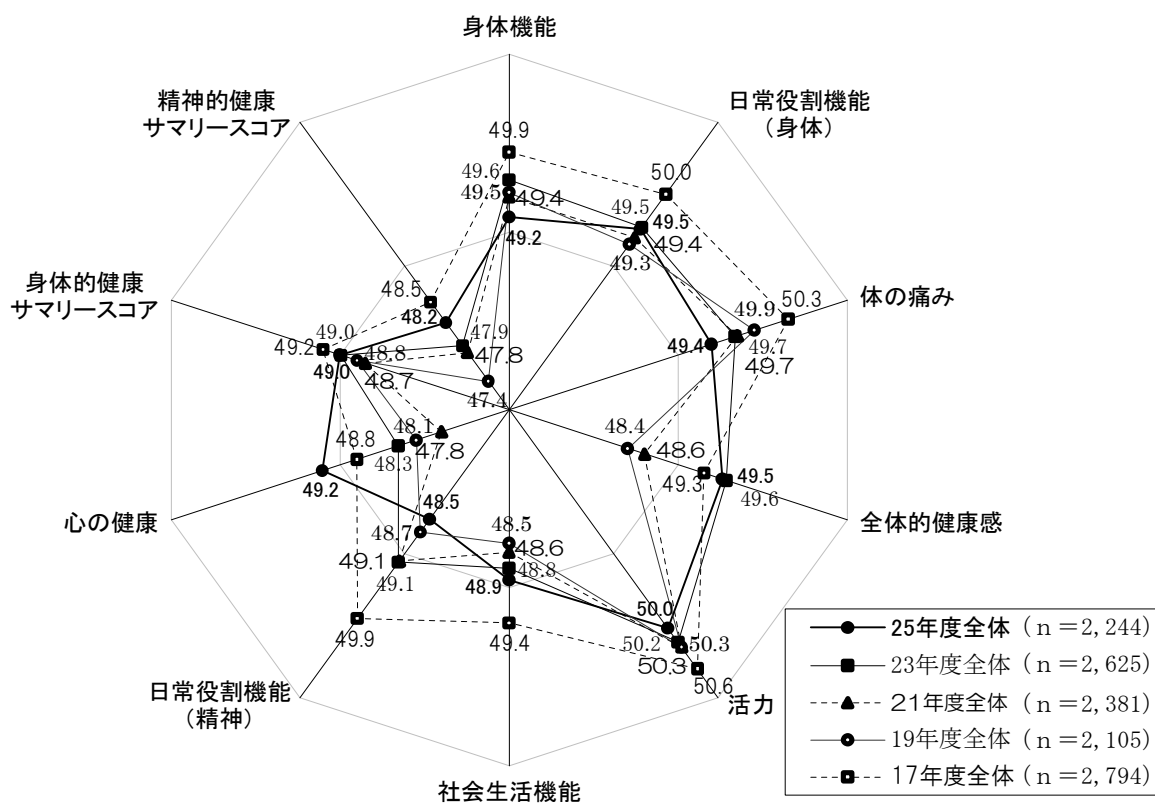 身体機能
精神的健康
サマリースコア
日常役割機能
（身体）
49.9
49.6
49.5
49.4
49.2
50.0
49.5
49.5
49.4
49.3
身体的健康
サマリースコア
48.5
48.2
47.9
47.8
47.4
体の痛み
50.3
49.9
49.7
49.7
49.4
49.0
49.2
49.0
48.8
48.7
48.4
48.6
49.3
49.5
49.6
全体的健康感
心の健康
48.1
47.8
48.8
48.3
49.2
48.5
48.7
49.1
49.1
49.9
日常役割機能
（精神）
48.5
48.6
48.8
48.9
49.4
社会生活機能
50.0
50.2
50.3
50.3
50.6
活力
25年度全体（ｎ＝2,244）
23年度全体（ｎ＝2,625）
21年度全体（ｎ＝2,381）
19年度全体（ｎ＝2,105）
17年度全体（ｎ＝2,794）